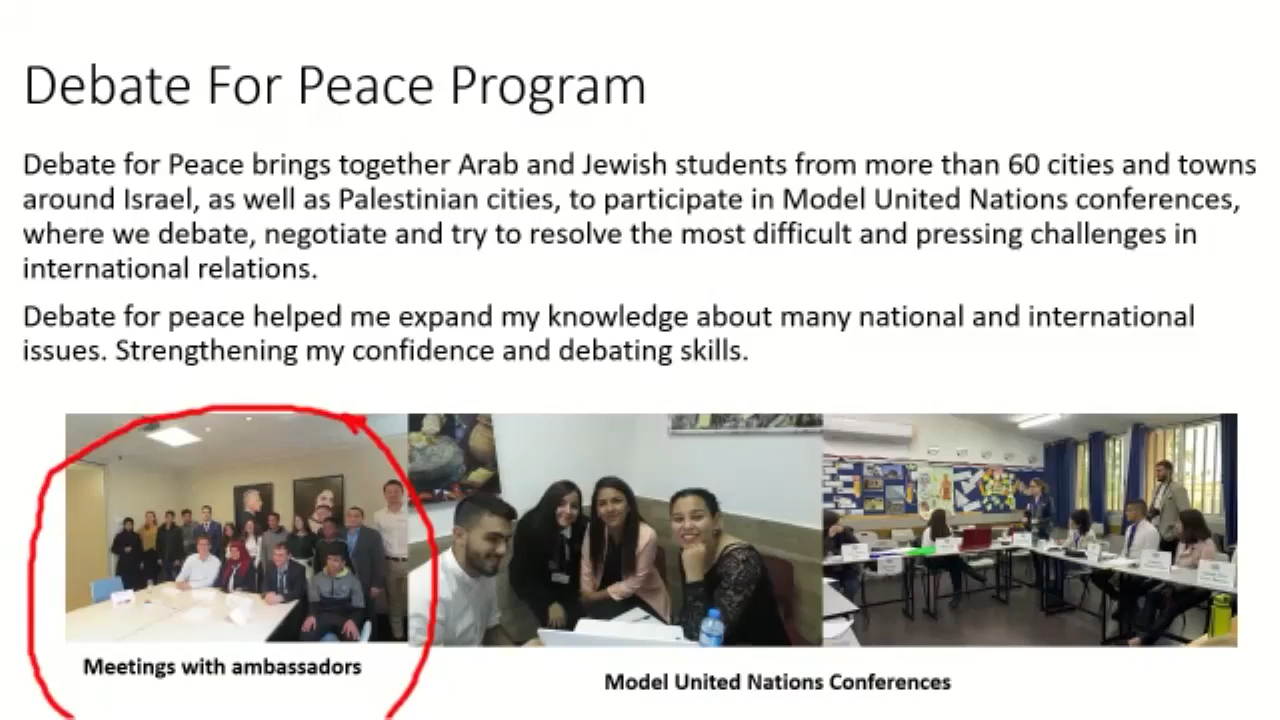 Debate For Peace Program
Debate for Peace brings together Arab and Jewish students from more than 60 cities and towns
around Israel, as well as Palestinian cities, to participate in Model United Nations conferences,
where we debate, negotiate and try to resolve the most difficult and pressing challenges in
international relations.
Debate for peace helped me expand my knowledge about many national and international
issues. Strengthening my confidence and debating skills.
Meetings with ambassadors
Model United Nations Conferences